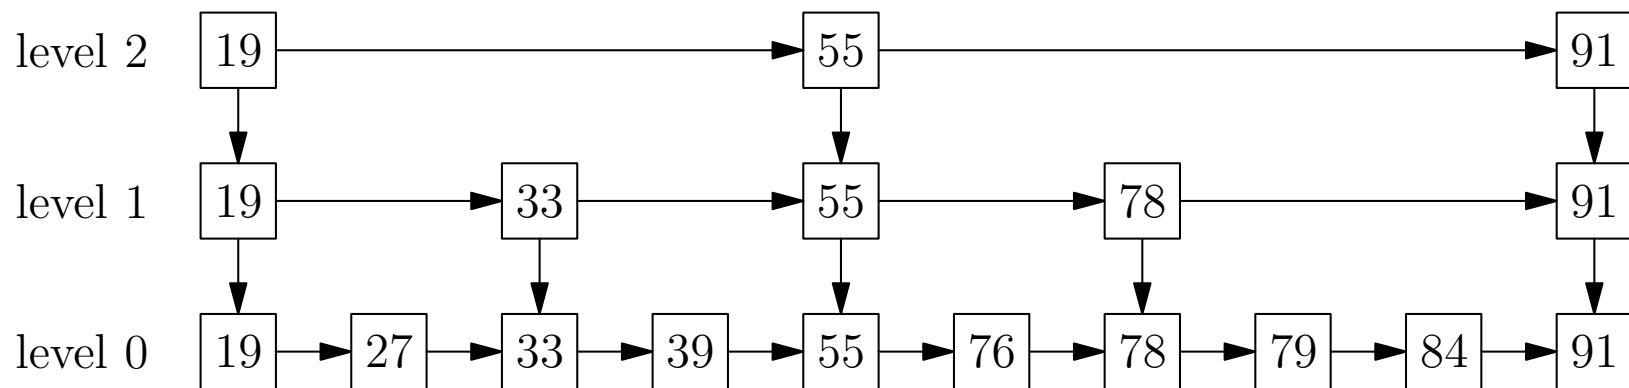 level 2 19 55 91
level 1 19 33 55 78 91
level 0 19 27 33 39 55 76 78 79 84 91